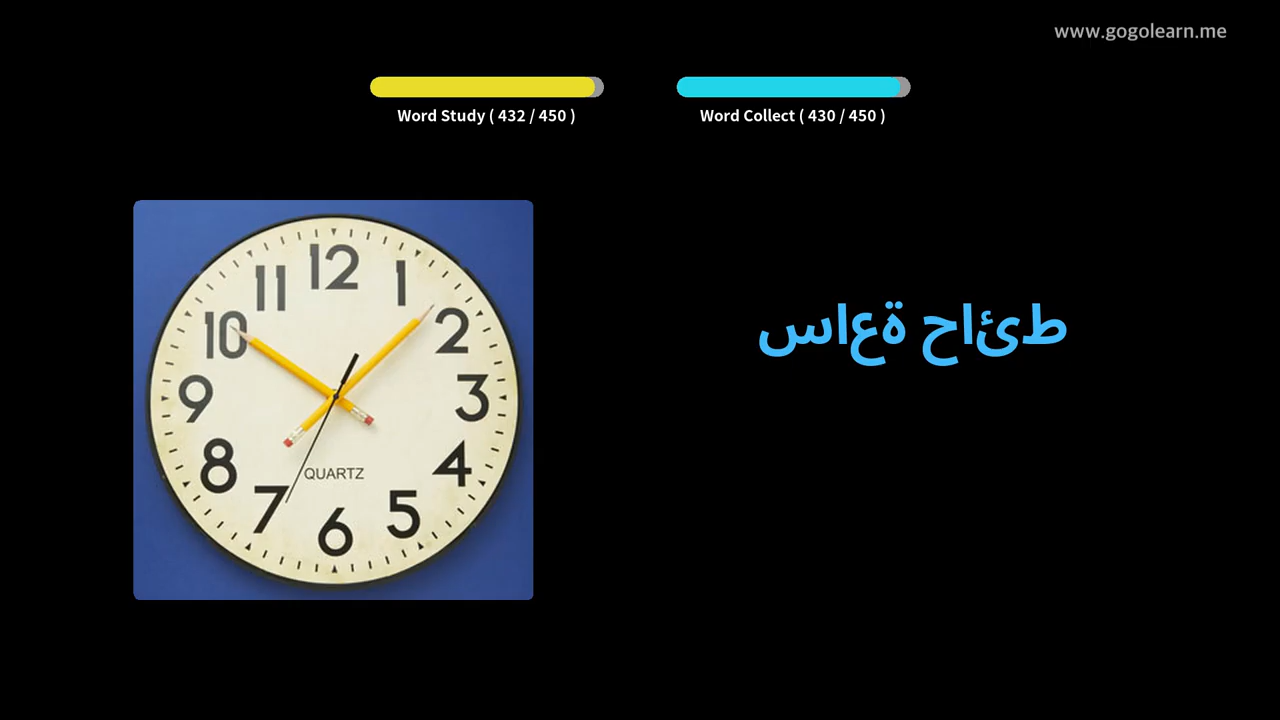 www.gogolearn.me
Word Study ( 432 / 450 )
Word Collect ( 430 / 450 )
ساعة حائط
12
1
2
3
4
5
6
7
8
9
10
11
QUARTZ